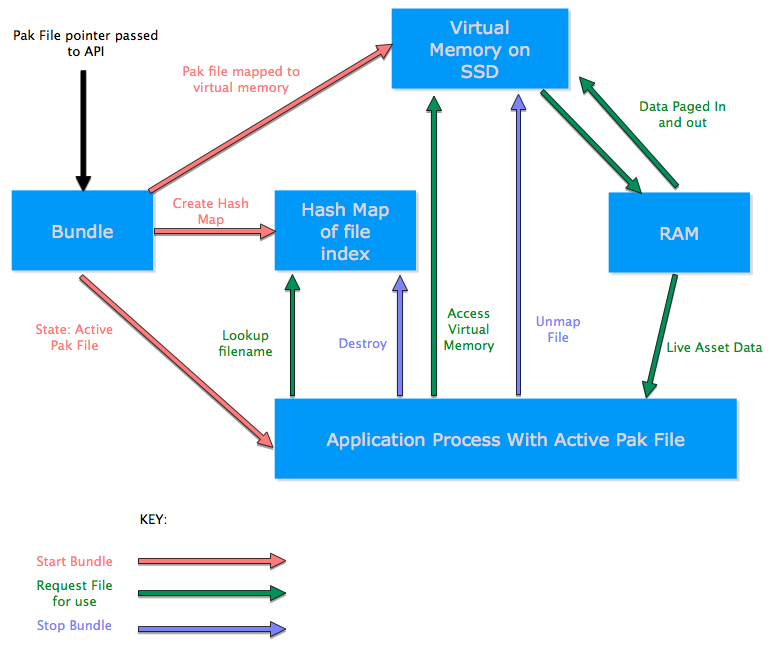 Pak File pointer passed
to API
Virtual
Memory on
SSD
Pak file mapped to
virtual memory
Data Paged In
and out
Bundle
Create Hash
Map
Hash Map
of file
index
RAM
State: Active
Pak File
Lookup
filename
Destroy
Access
Virtual
Memory
Unmap
File
Live Asset Data
Application Process With Active Pak File
KEY:
Start Bundle
Request File
for use
Stop Bundle